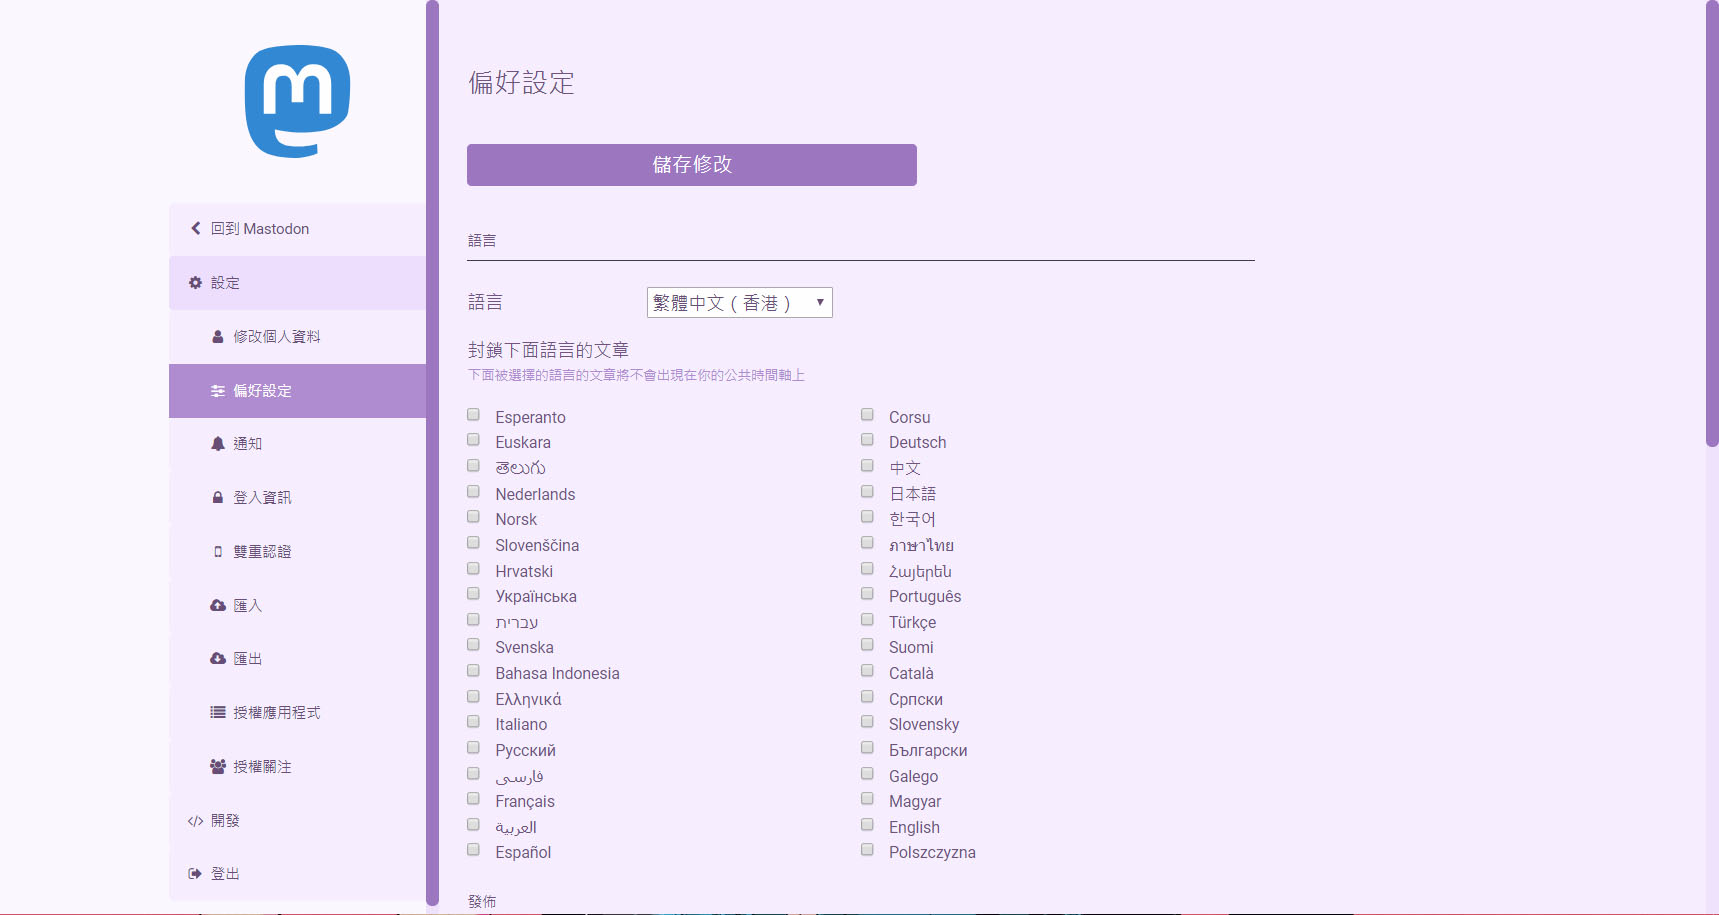 回到 Mastodon
設定
修改個人資料
偏好設定
通知
登入資訊
雙重認證
匯入
匯出
授權應用程式
授權關注
開發
登出
偏好設定
儲存修改
語言
語言
繁體中文（香港）
封鎖下面語言的文章
下面被選擇的語言的文章將不會出現在你的公共時間軸上
Esperanto
Euskara
తెలుగు
Nederlands
Norsk
Slovenščina
Hrvatski
Українська
עברית
Svenska
Bahasa Indonesia
Ελληνικά
Italiano
Русский
فارسی
Français
العربية
Español
Corsu
Deutsch
中文
日本語
한국어
ภาษาไทย
Հայերեն
Português
Türkçe
Suomi
Català
Српски
Slovensky
Български
Galego
Magyar
English
Polszczyzna
發佈